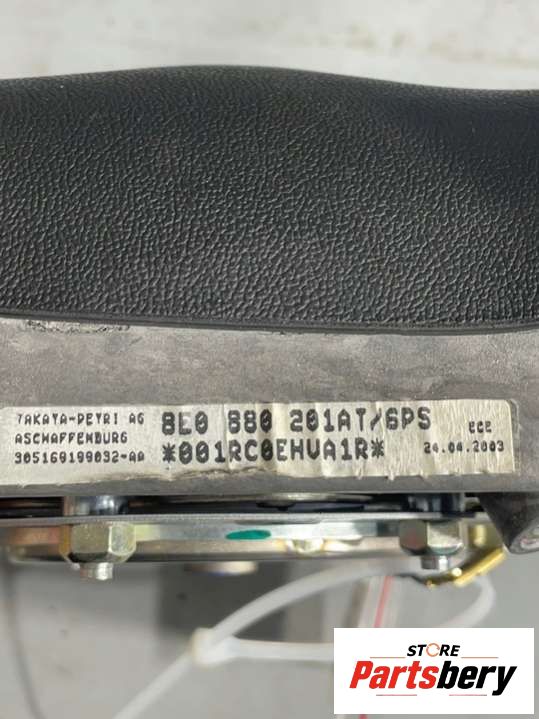 TAKATA-PETRI AG 8E0 880 201AT/6PS ECE
ASCHAFFENBURG *001RC0EHVA1R* 24.04.2003
305160199032-AA
STORE
Partsbery